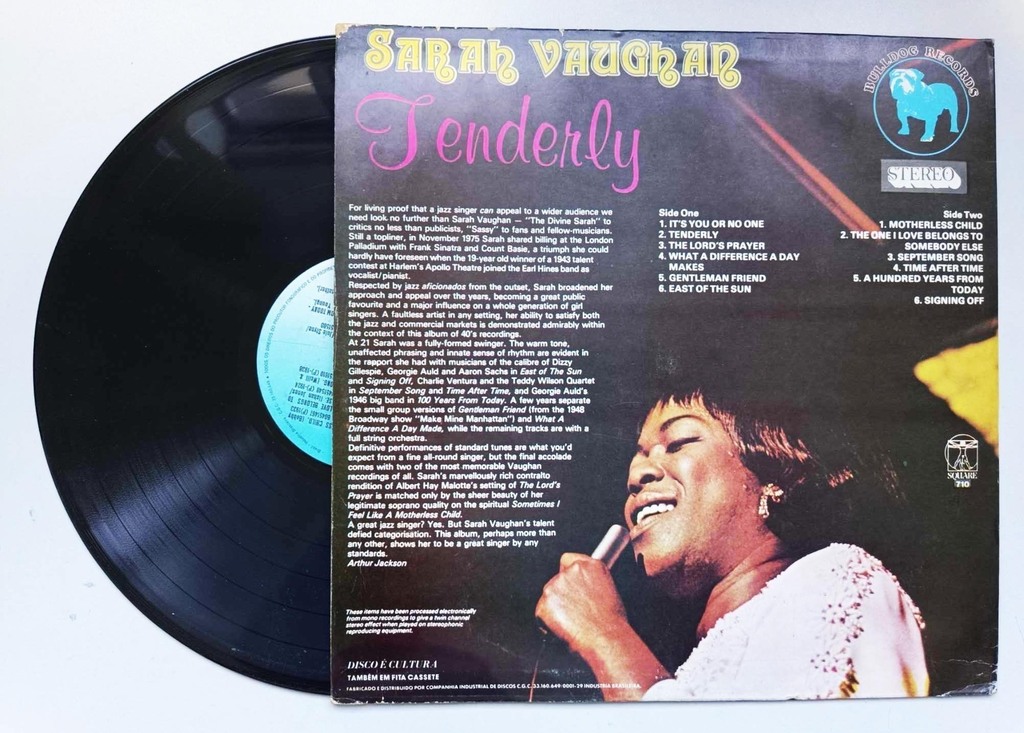 SARAH VAUGHAN
Tenderly
BULLDOG RECORDS
STEREO
For living proof that a jazz singer can appeal to a wider audience we
need look no further than Sarah Vaughan — "The Divine Sarah" to
critics no less than publicists, "Sassy" to fans and fellow-musicians.
Still a topliner, in November 1975 Sarah shared billing at the London
Palladium with Frank Sinatra and Count Basie, a triumph she could
hardly have foreseen when the 19-year old winner of a 1943 talent
contest at Harlem's Apollo Theatre joined the Earl Hines band as
vocalist/pianist.
Respected by jazz aficionados from the outset, Sarah broadened her
approach and appeal over the years, becoming a great public
favourite and a major influence on a whole generation of girl
singers. A faultless artist in any setting, her ability to satisfy both
the jazz and commercial markets is demonstrated admirably within
the context of this album of 40's recordings.
At 21 Sarah was a fully-formed swinger. The warm tone,
unaffected phrasing and innate sense of rhythm are evident in
the rapport she had with musicians of the calibre of Dizzy
Gillespie, Georgie Auld and Aaron Sachs in East of The Sun
and Signing Off, Charlie Ventura and the Teddy Wilson Quartet
in September Song and Time After Time, and Georgie Auld's
1946 big band in 100 Years From Today. A few years separate
the small group versions of Gentleman Friend (from the 1948
Broadway show "Make Mine Manhattan") and What A
Difference A Day Made, while the remaining tracks are with a
full string orchestra.
Definitive performances of standard tunes are what you'd
expect from a fine all-round singer, but the final accolade
comes with two of the most memorable Vaughan
recordings of all. Sarah's marvellously rich contralto
rendition of Albert Hay Malotte's setting of The Lord's
Prayer is matched only by the sheer beauty of her
legitimate soprano quality on the spiritual Sometimes I
Feel Like A Motherless Child.
A great jazz singer? Yes. But Sarah Vaughan's talent
defied categorisation. This album, perhaps more than
any other, shows her to be a great singer by any
standards.
Arthur Jackson
Side One
1. IT'S YOU OR NO ONE
2. TENDERLY
3. THE LORD'S PRAYER
4. WHAT A DIFFERENCE A DAY
MAKES
5. GENTLEMAN FRIEND
6. EAST OF THE SUN
Side Two
1. MOTHERLESS CHILD
2. THE ONE I LOVE BELONGS TO
SOMEBODY ELSE
3. SEPTEMBER SONG
4. TIME AFTER TIME
5. A HUNDRED YEARS FROM
TODAY
6. SIGNING OFF
SQUARE
710
These items have been processed electronically
from mono recordings to give a twin channel
stereo effect when played on stereophonic
reproducing equipment.
DISCO É CULTURA
TAMBÉM EM FITA CASSETE
FABRICADO E DISTRIBUIDO POR COMPANHIA INDUSTRIAL DE DISCOS C.G.C. 33.160.649-0001-29 INDUSTRIA BRASILEIRA.